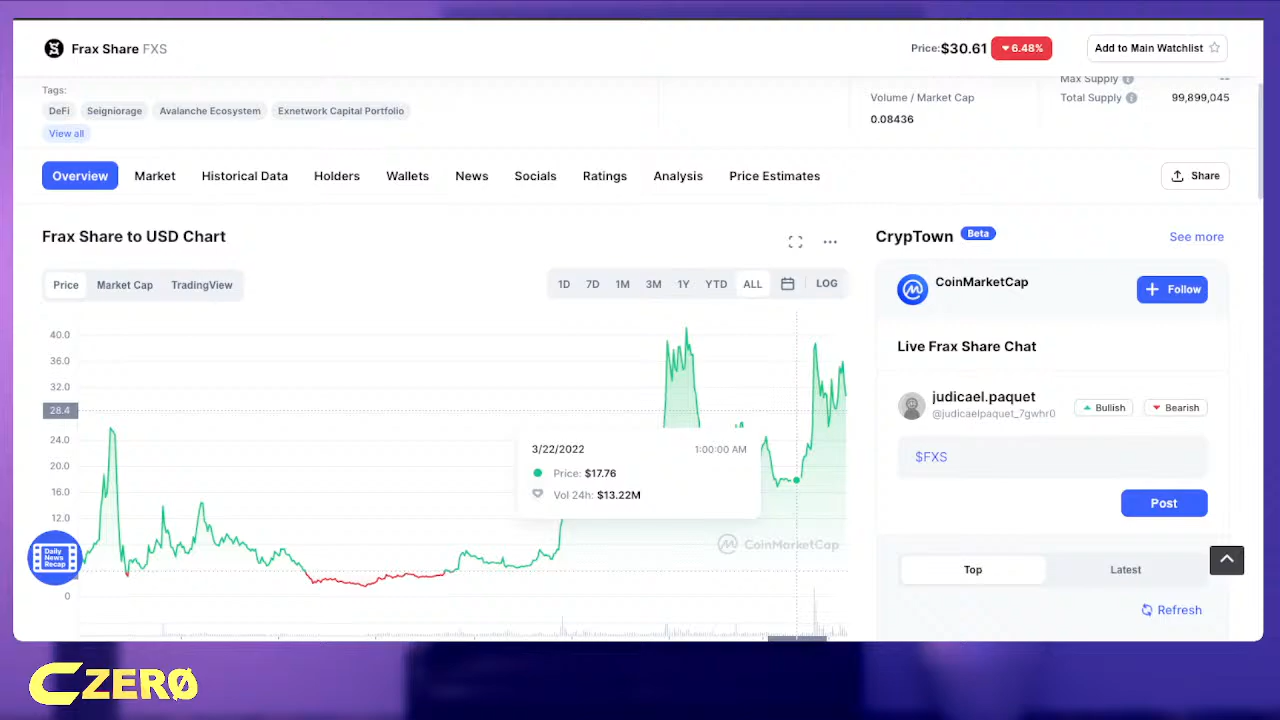 Frax Share FXS
Price:$30.61 6.48%
Add to Main Watchlist
Tags:
DeFi Seigniorage Avalanche Ecosystem Exnetwork Capital Portfolio
View all
Volume / Market Cap
0.08436
Max Supply --
Total Supply 99,899,045
Overview Market Historical Data Holders Wallets News Socials Ratings Analysis Price Estimates
Share
Frax Share to USD Chart
Price Market Cap TradingView
1D 7D 1M 3M 1Y YTD ALL LOG
40.0
36.0
32.0
28.4
24.0
20.0
16.0
12.0
0
3/22/2022 1:00:00 AM
Price: $17.76
Vol 24h: $13.22M
CoinMarketCap
Daily
News
Recap
CrypTown Beta
See more
CoinMarketCap
Follow
Live Frax Share Chat
judicael.paquet
@judicaelpaquet_7gwhr0
Bullish Bearish
$FXS
Post
Top Latest
Refresh
CZERØ